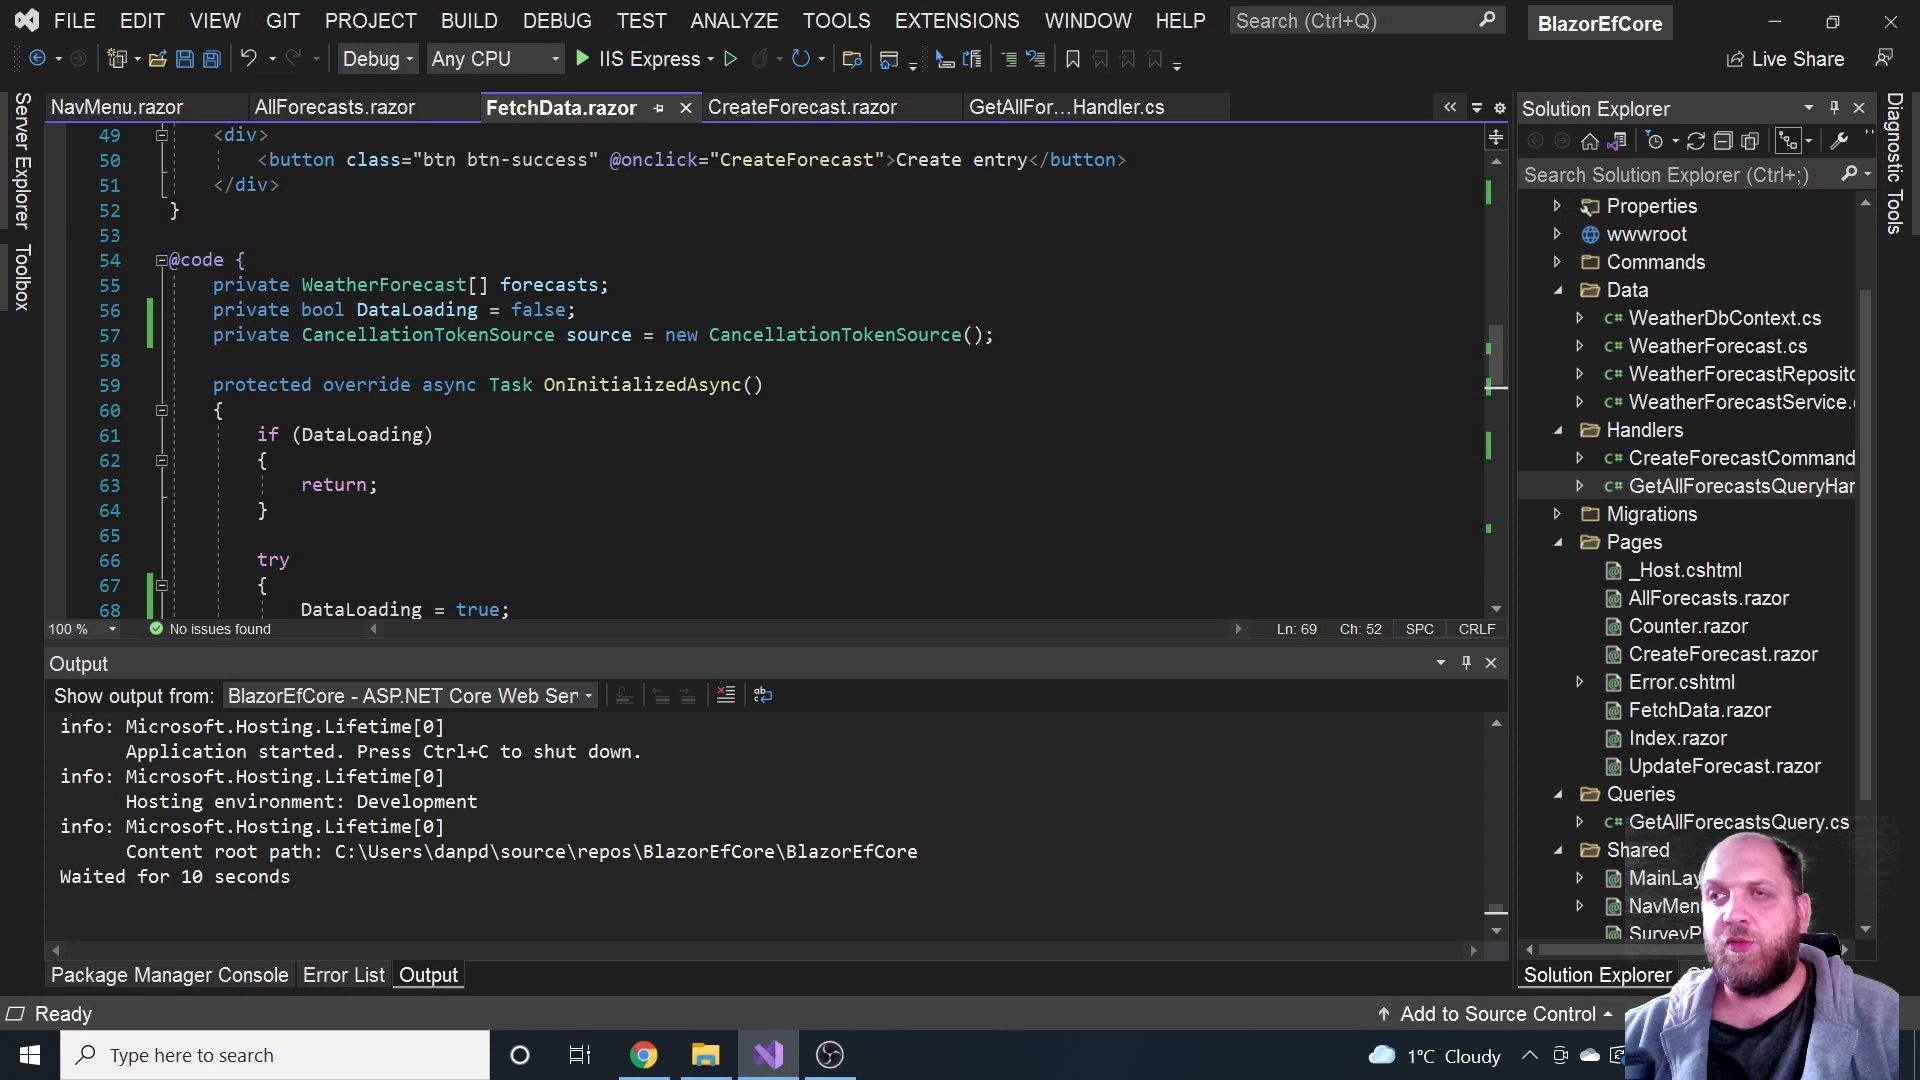 FILE EDIT VIEW GIT PROJECT BUILD DEBUG TEST ANALYZE TOOLS EXTENSIONS WINDOW HELP Search (Ctrl+Q) BlazorEfCore
Debug Any CPU IIS Express Live Share
Server Explorer
Toolbox
NavMenu.razor AllForecasts.razor FetchData.razor CreateForecast.razor GetAllFor...Handler.cs
49 <div>
50 <button class="btn btn-success" @onclick="CreateForecast">Create entry</button>
51 </div>
52 }
53
54 @code {
55 private WeatherForecast[] forecasts;
56 private bool DataLoading = false;
57 private CancellationTokenSource source = new CancellationTokenSource();
58
59 protected override async Task OnInitializedAsync()
60 {
61 if (DataLoading)
62 {
63 return;
64 }
65
66 try
67 {
68 DataLoading = true;
100 % No issues found Ln: 69 Ch: 52 SPC CRLF
Output
Show output from: BlazorEfCore - ASP.NET Core Web Ser
info: Microsoft.Hosting.Lifetime[0]
Application started. Press Ctrl+C to shut down.
info: Microsoft.Hosting.Lifetime[0]
Hosting environment: Development
info: Microsoft.Hosting.Lifetime[0]
Content root path: C:\Users\danpd\source\repos\BlazorEfCore\BlazorEfCore
Waited for 10 seconds
Package Manager Console Error List Output
Solution Explorer
Search Solution Explorer (Ctrl+;)
Properties
wwwroot
Commands
Data
C# WeatherDbContext.cs
C# WeatherForecast.cs
C# WeatherForecastReposito
C# WeatherForecastService.
Handlers
C# CreateForecastCommand
C# GetAllForecastsQueryHar
Migrations
Pages
_Host.cshtml
AllForecasts.razor
Counter.razor
CreateForecast.razor
Error.cshtml
FetchData.razor
Index.razor
UpdateForecast.razor
Queries
C# GetAllForecastsQuery.cs
Shared
MainLay
NavMen
SurveyP
Solution Explorer
Diagnostic Tools
Ready Add to Source Control
Type here to search 1°C Cloudy